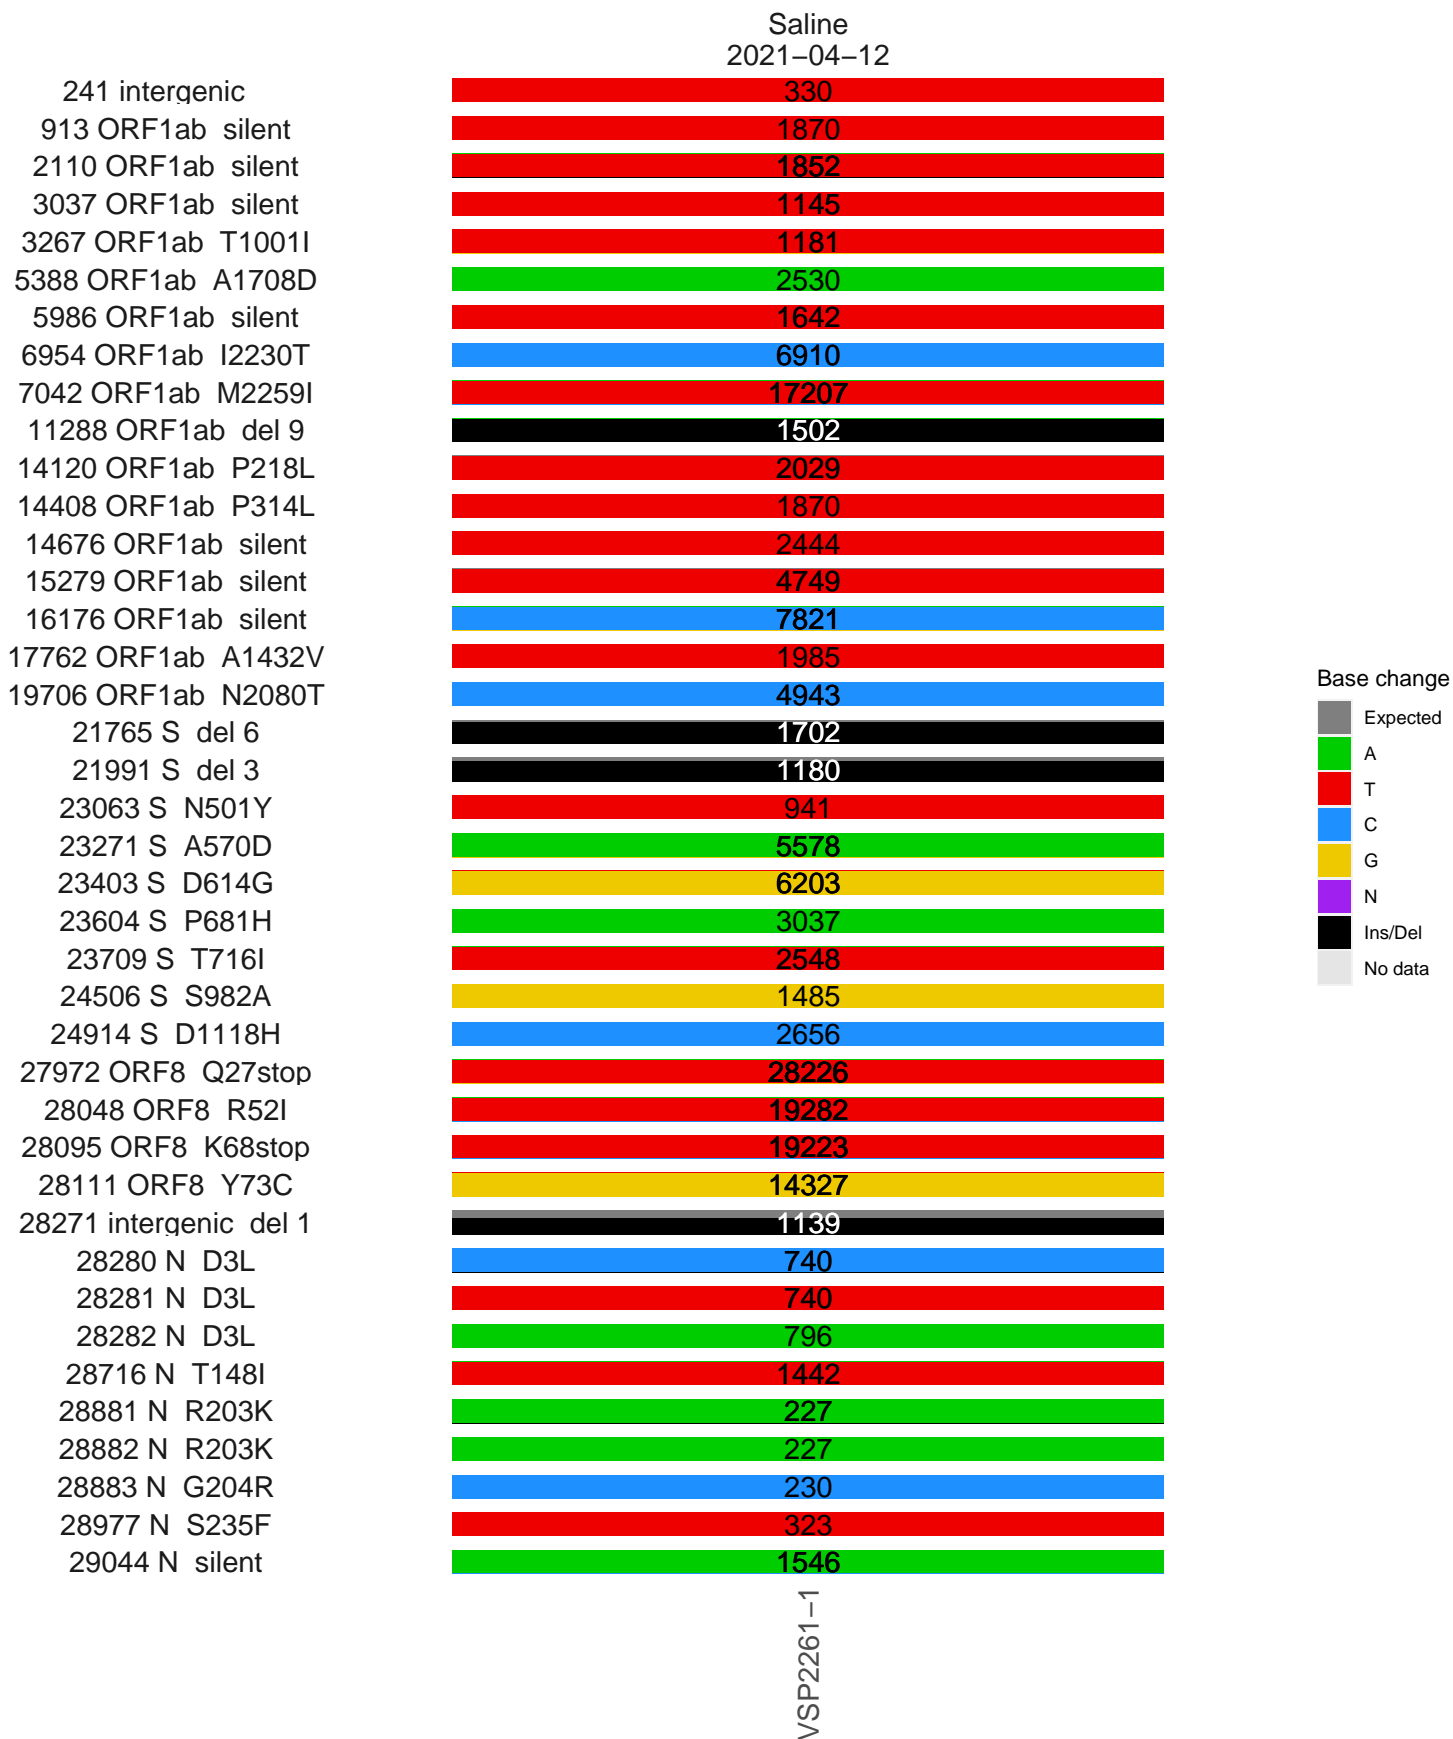 Saline
2021−04−12
241 intergenic 330
913 ORF1ab silent 1870
2110 ORF1ab silent 1852
3037 ORF1ab silent 1145
3267 ORF1ab T1001I 1181
5388 ORF1ab A1708D 2530
5986 ORF1ab silent 1642
6954 ORF1ab I2230T 6910
7042 ORF1ab M2259I 17207
11288 ORF1ab del 9 1502
14120 ORF1ab P218L 2029
14408 ORF1ab P314L 1870
14676 ORF1ab silent 2444
15279 ORF1ab silent 4749
16176 ORF1ab silent 7821
17762 ORF1ab A1432V 1985
19706 ORF1ab N2080T 4943
21765 S del 6 1702
21991 S del 3 1180
23063 S N501Y 941
23271 S A570D 5578
23403 S D614G 6203
23604 S P681H 3037
23709 S T716I 2548
24506 S S982A 1485
24914 S D1118H 2656
27972 ORF8 Q27stop 28226
28048 ORF8 R52I 19282
28095 ORF8 K68stop 19223
28111 ORF8 Y73C 14327
28271 intergenic del 1 1139
28280 N D3L 740
28281 N D3L 740
28282 N D3L 796
28716 N T148I 1442
28881 N R203K 227
28882 N R203K 227
28883 N G204R 230
28977 N S235F 323
29044 N silent 1546
VSP2261−1
Base change
Expected
A
T
C
G
N
Ins/Del
No data